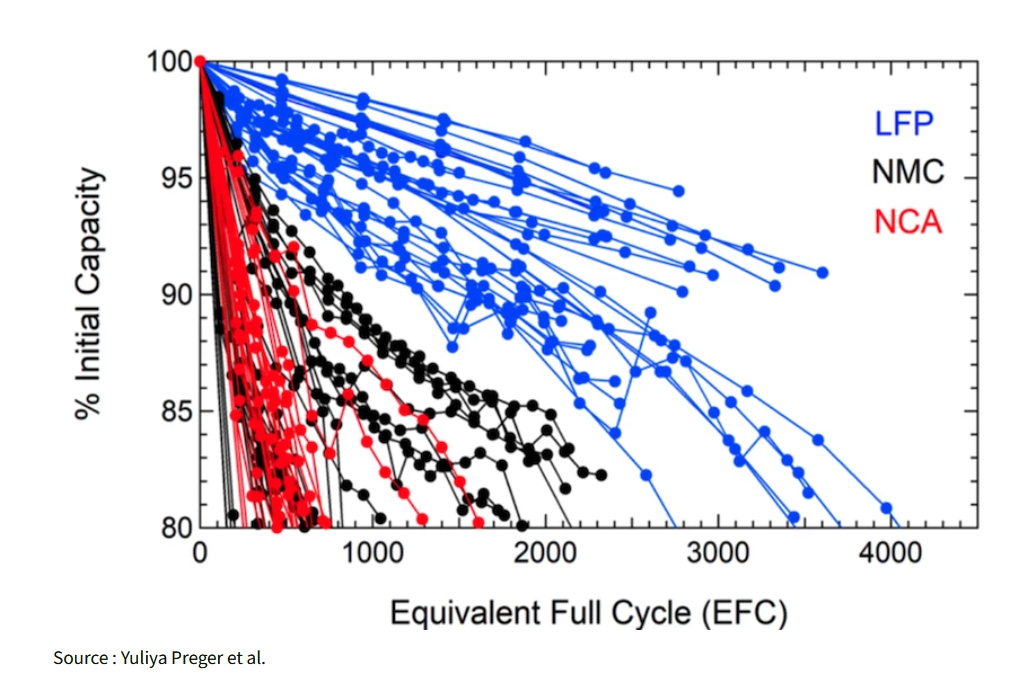 100
95
90
85
80
% Initial Capacity
LFP
NMC
NCA
0 1000 2000 3000 4000
Equivalent Full Cycle (EFC)
Source : Yuliya Preger et al.